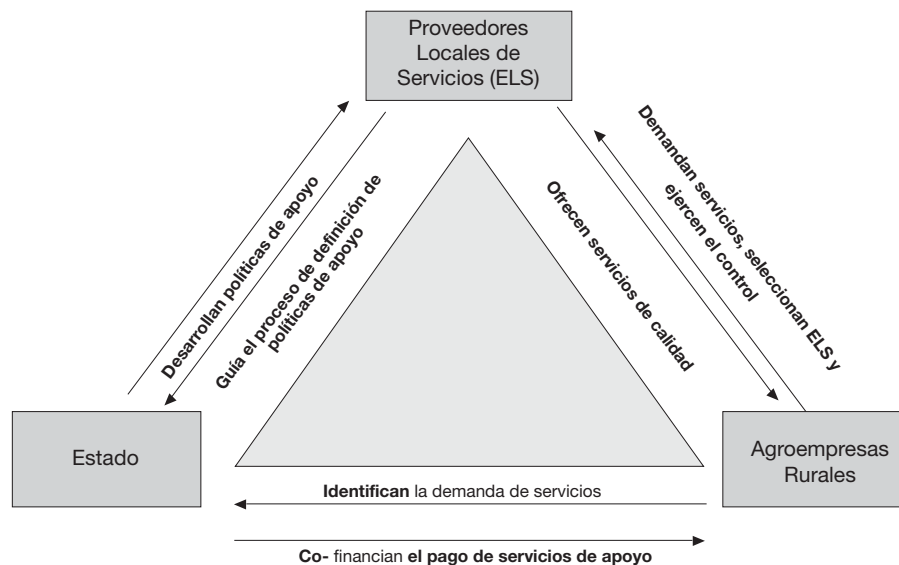 Proveedores
Locales de
Servicios (ELS)
Desarrollan políticas de apoyo
Guía el proceso de definición de
políticas de apoyo
Ofrecen servicios de calidad
Demandan servicios, seleccionan ELS y
ejercen el control
Estado
Agroempresas
Rurales
Identifican la demanda de servicios
Co- financian el pago de servicios de apoyo